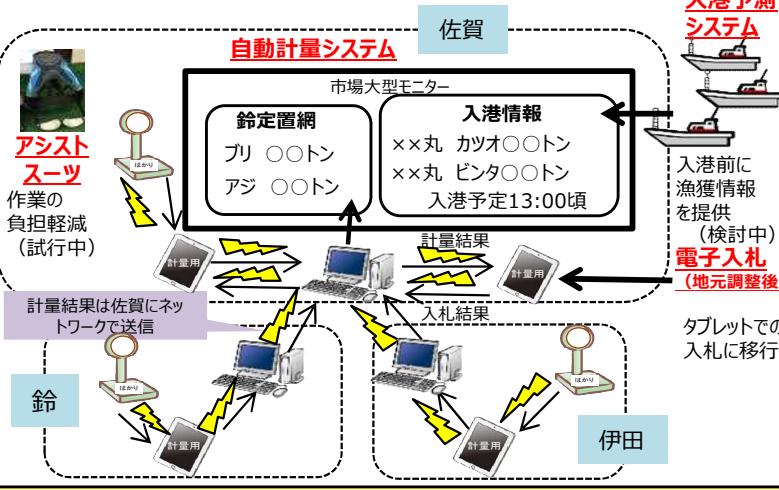 佐賀
入港予測
システム
自動計量システム
市場大型モニター
鈴定置網
ブリ ○○トン
アジ ○○トン
入港情報
××丸 カツオ○○トン
××丸 ビンタ○○トン
入港予定13:00頃
はかり
アシスト
スーツ
作業の
負担軽減
（試行中）
入港前に
漁獲情報
を提供
（検討中）
計量用
計量結果
計量用
電子入札
（地元調整後
タブレットでの
入札に移行
入札結果
計量結果は佐賀にネッ
トワークで送信
はかり
鈴
計量用
はかり
計量用
伊田